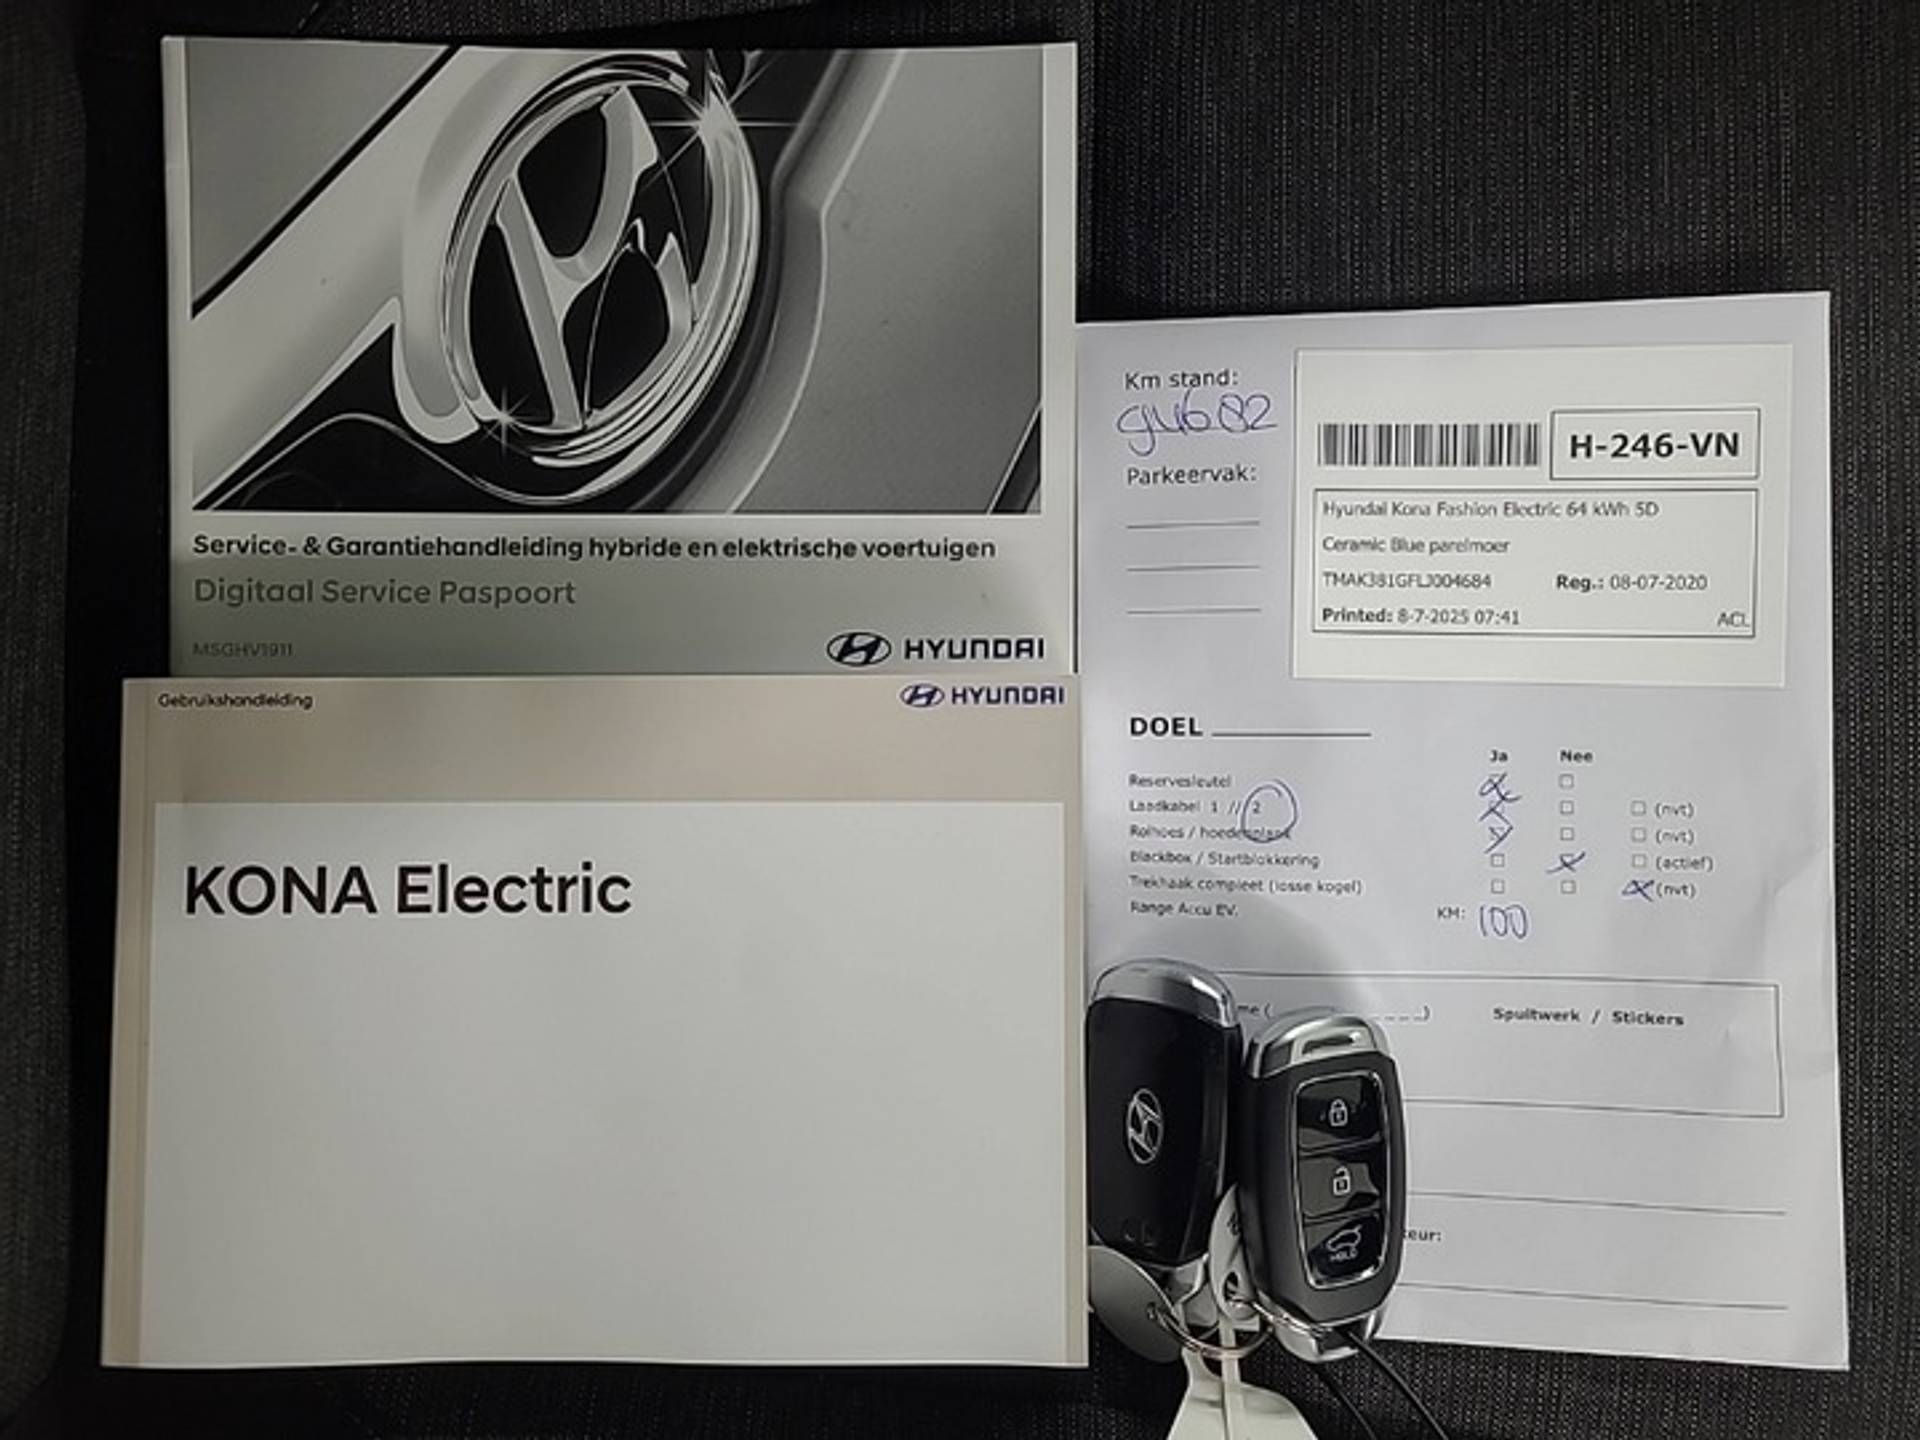 Service- & Garantiehandleiding hybride en elektrische voertuigen
Digitaal Service Paspoort
MSGHV1911
HYUNDAI
Gebruikshandleiding
HYUNDAI
KONA Electric
Km stand:
Parkeervak:
H-246-VN
Hyundai Kona Fashion Electric 64 kWh 5D
Ceramic Blue parelmoer
TMAK381GFLJ004684 Reg.: 08-07-2020
Printed: 8-7-2025 07:41 ACL
DOEL
Ja Nee
Reservesleutel
Laadkabel 1 // 2 (nvt)
Rolhoes / hoedenplank (nvt)
Blackbox / Startblokkering (actief)
Trekhaak compleet (losse kogel) (nvt)
Range Accu EV. KM: 100
Spuitwerk / Stickers
HOLD